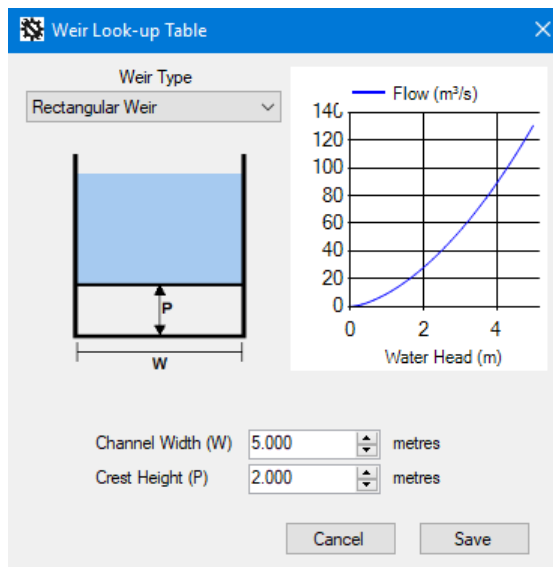 Weir Look-up Table
Weir Type
Rectangular Weir
P
W
Flow (m³/s)
140
120
100
80
60
40
20
0
0 2 4
Water Head (m)
Channel Width (W) 5.000 metres
Crest Height (P) 2.000 metres
Cancel Save